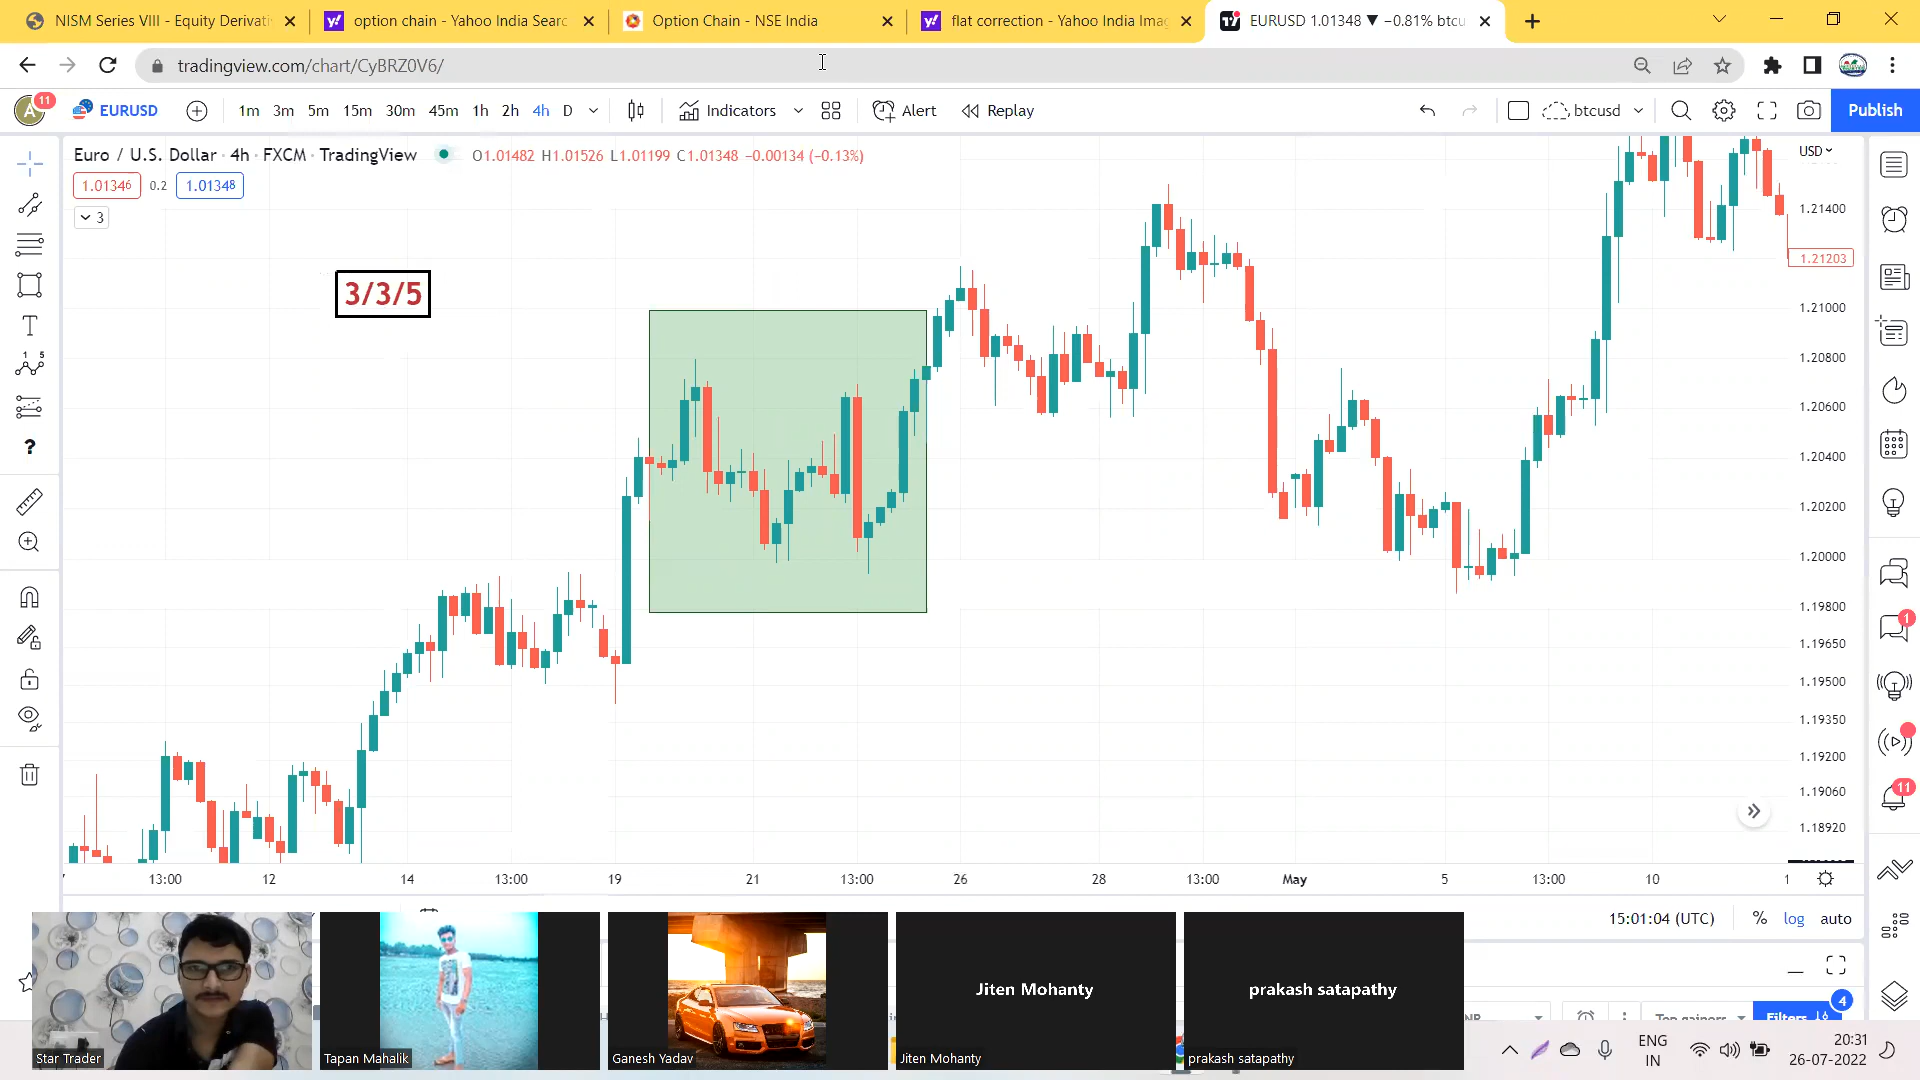 NISM Series VIII - Equity Derivati
option chain - Yahoo India Searc
Option Chain - NSE India
flat correction - Yahoo India Imag
EURUSD 1.01348 ▼ −0.81% btcu
tradingview.com/chart/CyBRZ0V6/
A
11
EURUSD
1m 3m 5m 15m 30m 45m 1h 2h 4h D
Indicators
Alert
Replay
btcusd
Publish
Euro / U.S. Dollar · 4h · FXCM · TradingView
O1.01482 H1.01526 L1.01199 C1.01348 −0.00134 (−0.13%)
USD
1.01346 0.2 1.01348
3
3/3/5
1.21400
1.21203
1.21000
1.20800
1.20600
1.20400
1.20200
1.20000
1.19800
1.19650
1.19500
1.19350
1.19200
1.19060
1.18920
1
11
13:00 12 14 13:00 19 21 13:00 26 28 13:00 May 5 13:00 10 1
15:01:04 (UTC) % log auto
Top gainers
Filters
4
Jiten Mohanty
prakash satapathy
Star Trader
Tapan Mahalik
Ganesh Yadav
Jiten Mohanty
prakash satapathy
ENG
IN
20:31
26-07-2022